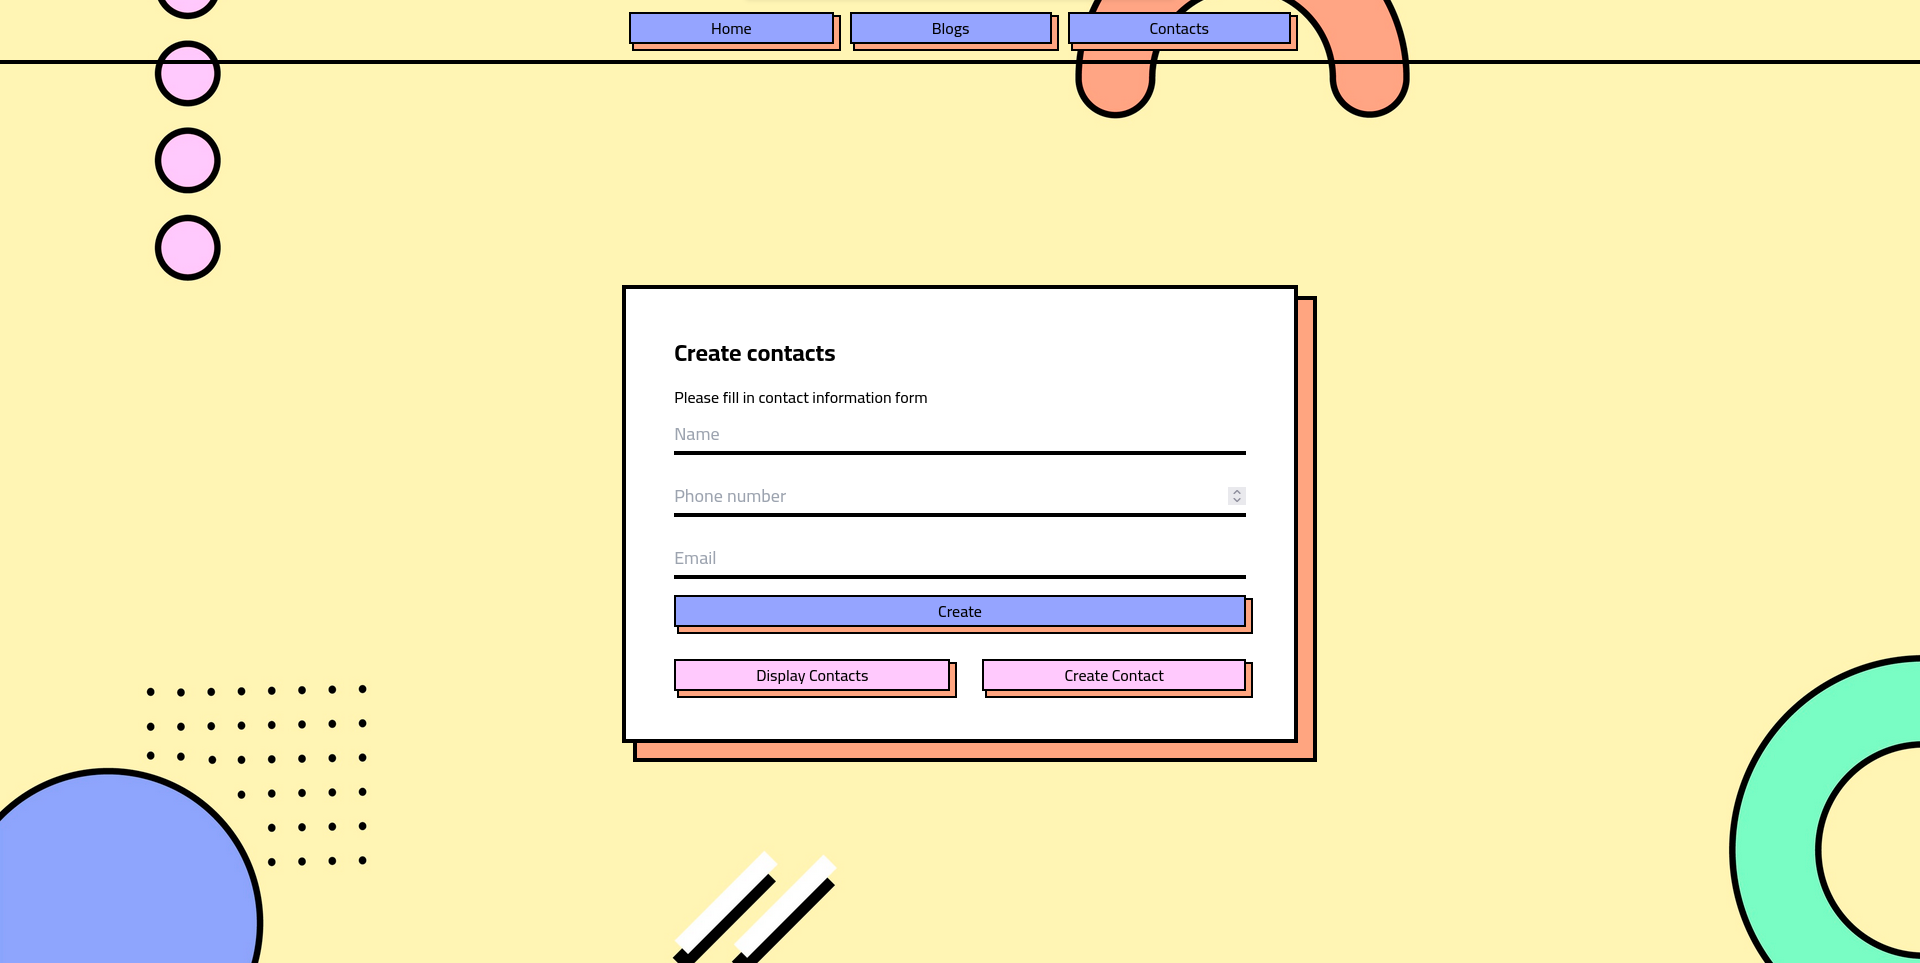 Home Blogs Contacts
Create contacts
Please fill in contact information form
Name
Phone number
Email
Create
Display Contacts Create Contact